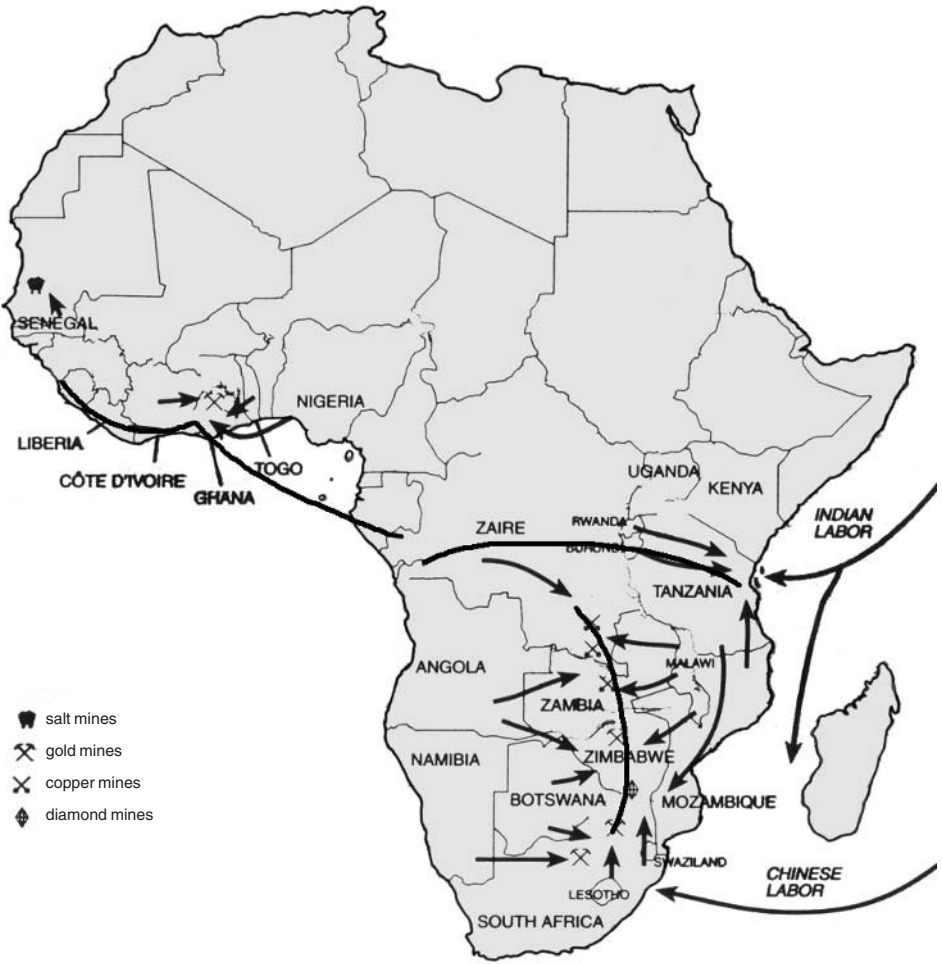 SENEGAL
NIGERIA
LIBERIA
TOGO
CÔTE D'IVOIRE
GHANA
UGANDA
KENYA
INDIAN
LABOR
RWANDA
ZAIRE
BURUNDI
TANZANIA
MALAWI
ANGOLA
ZAMBIA
salt mines
gold mines
copper mines
diamond mines
NAMIBIA
ZIMBABWE
BOTSWANA
MOZAMBIQUE
SWAZILAND
CHINESE
LABOR
LESOTHO
SOUTH AFRICA